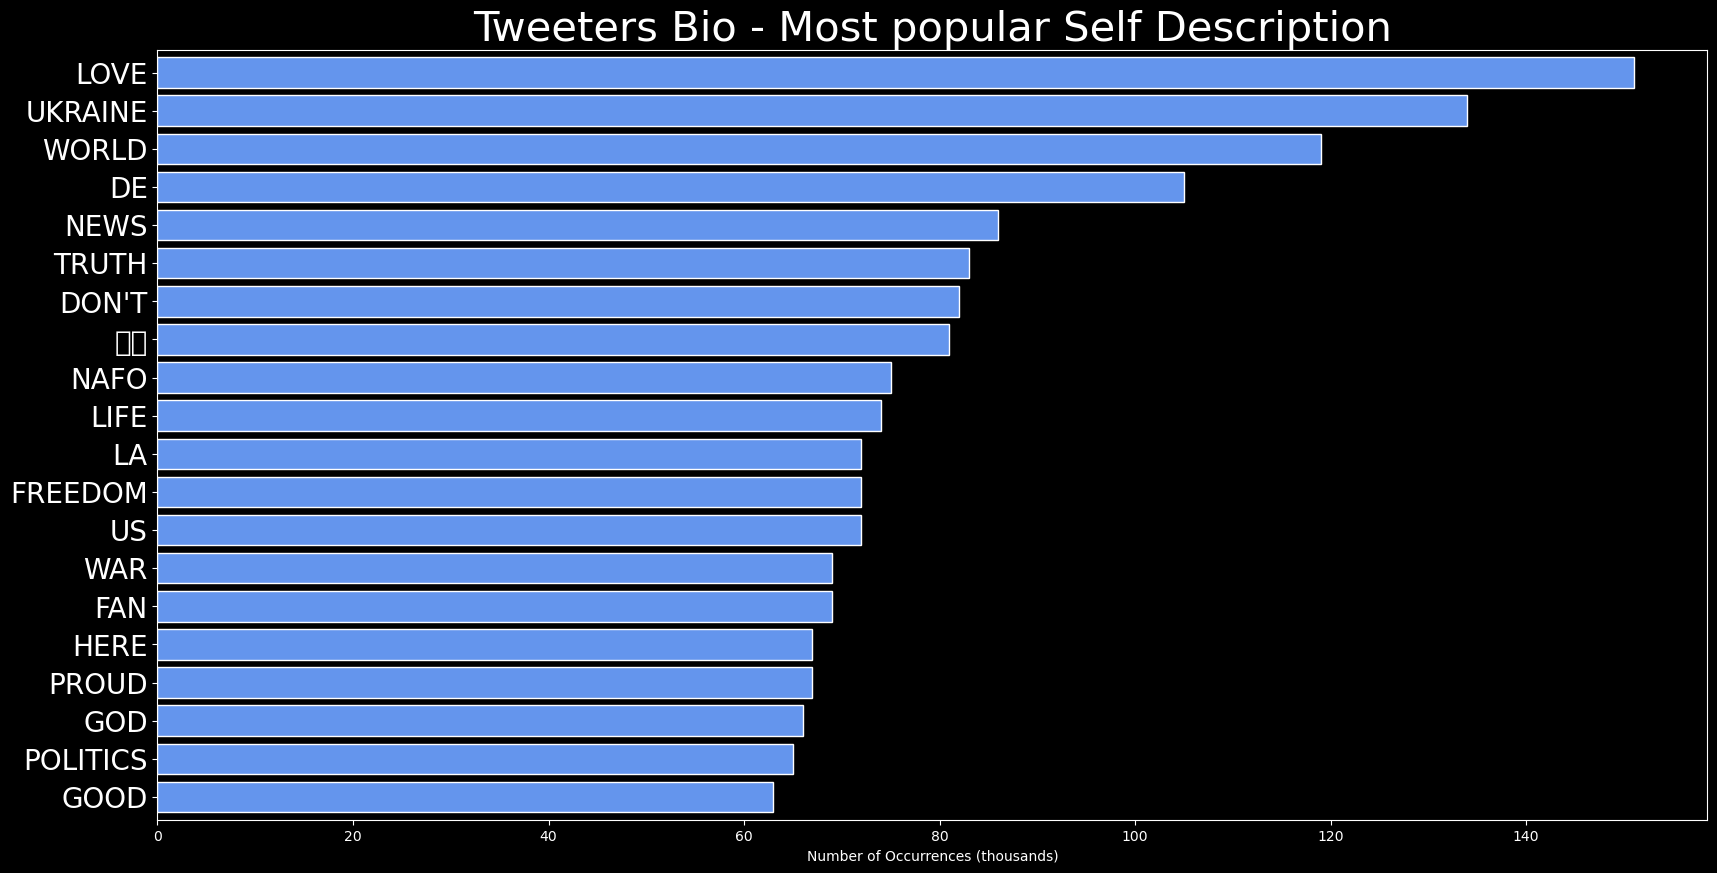 Tweeters Bio - Most popular Self Description
LOVE
UKRAINE
WORLD
DE
NEWS
TRUTH
DON'T
NAFO
LIFE
LA
FREEDOM
US
WAR
FAN
HERE
PROUD
GOD
POLITICS
GOOD
0 20 40 60 80 100 120 140
Number of Occurrences (thousands)